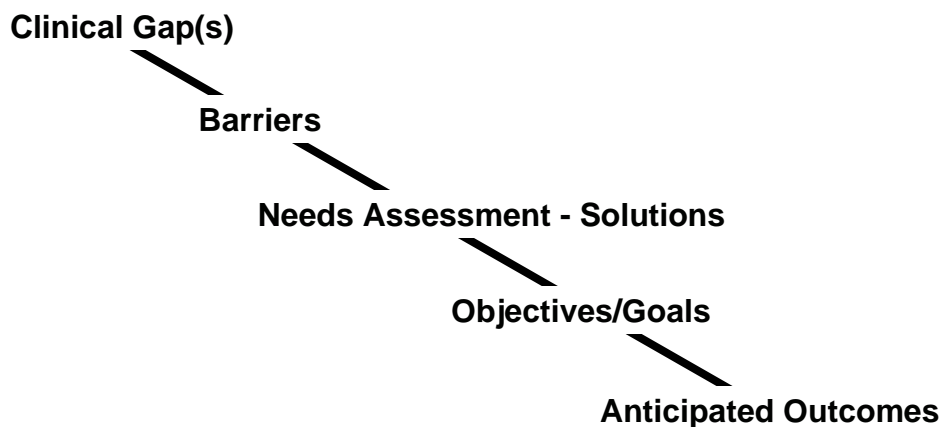 Clinical Gap(s)
Barriers
Needs Assessment - Solutions
Objectives/Goals
Anticipated Outcomes